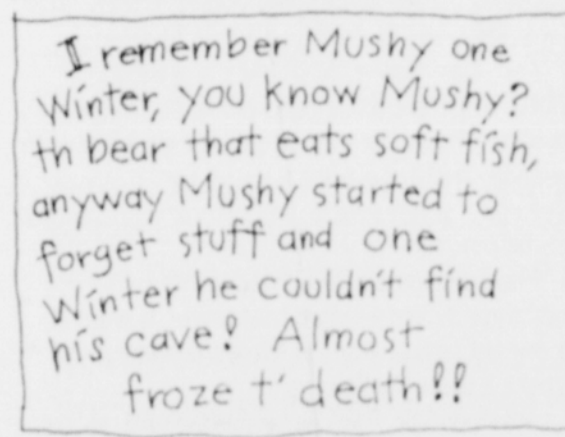 I remember Mushy one
Winter, you know Mushy?
th bear that eats soft fish,
anyway Mushy started to
forget stuff and one
Winter he couldn't find
his cave! Almost
froze t' death!!